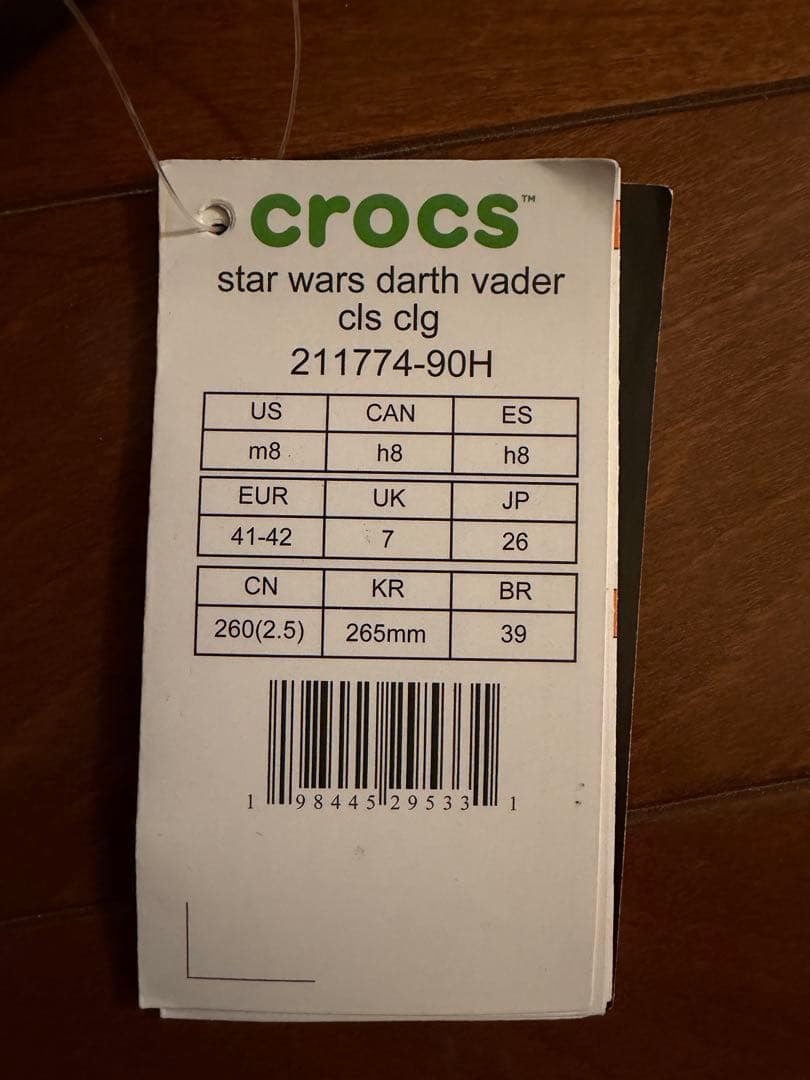 crocs™
star wars darth vader
cls clg
211774-90H
US CAN ES
m8 h8 h8
EUR UK JP
41-42 7 26
CN KR BR
260(2.5) 265mm 39
1 98445 29533 1